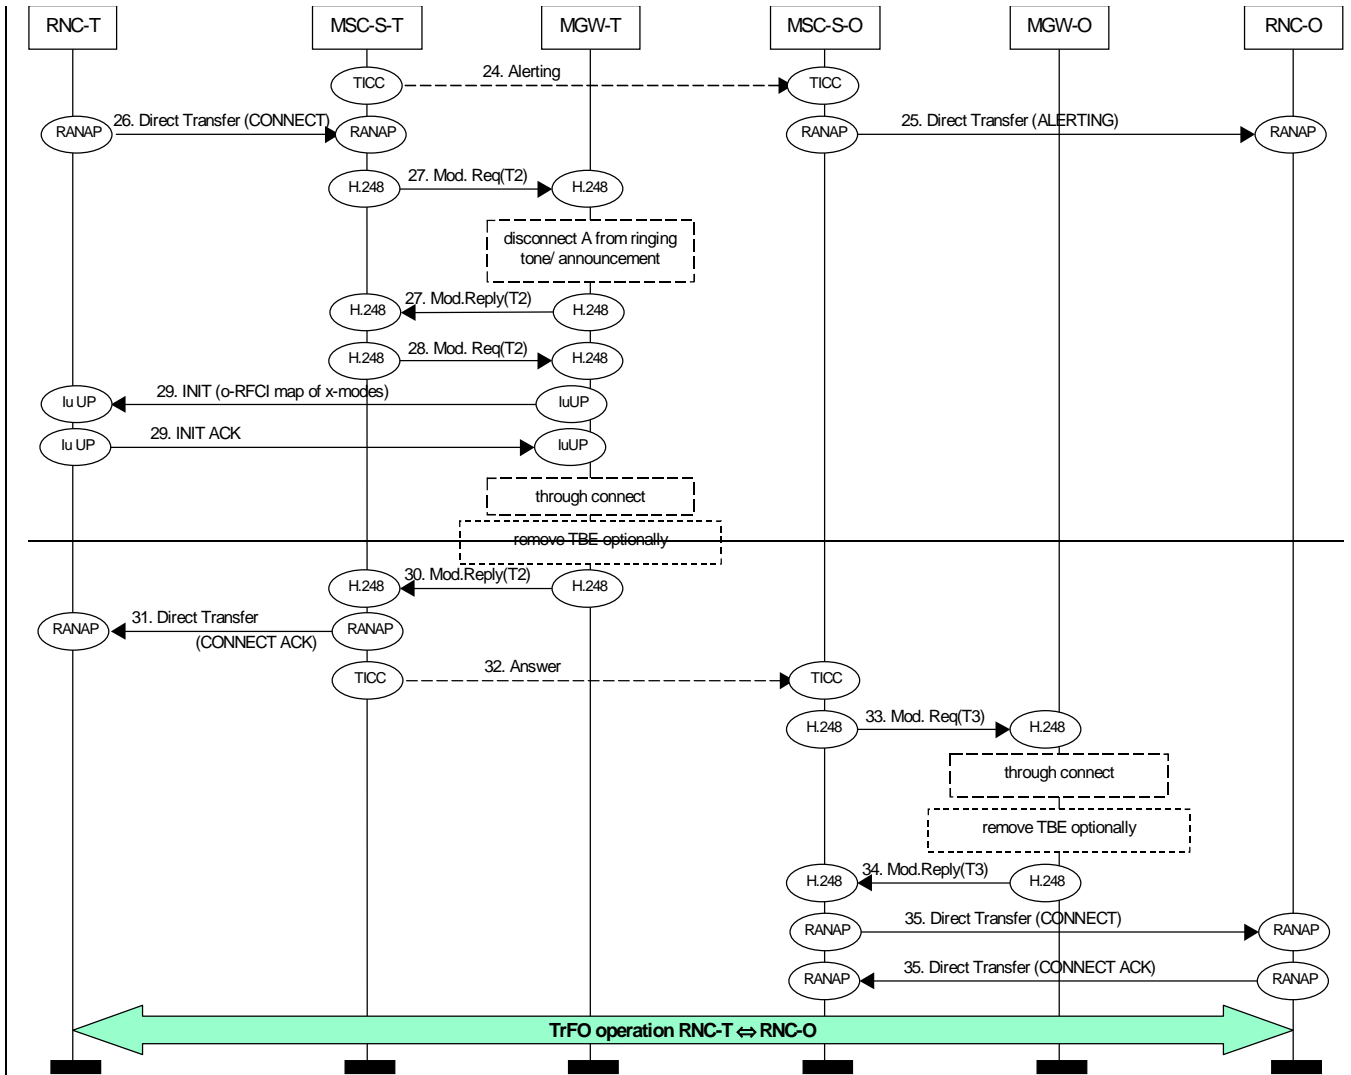 RNC-T MSC-S-T MGW-T MSC-S-O MGW-O RNC-O
TICC 24. Alerting TICC
RANAP 26. Direct Transfer (CONNECT) RANAP RANAP 25. Direct Transfer (ALERTING) RANAP
H.248 27. Mod. Req(T2) H.248
disconnect A from ringing
tone/ announcement
H.248 27. Mod.Reply(T2) H.248
H.248 28. Mod. Req(T2) H.248
Iu UP 29. INIT (o-RFCI map of x-modes) IuUP
Iu UP 29. INIT ACK IuUP
through connect
remove TBE optionally
H.248 30. Mod.Reply(T2) H.248
RANAP 31. Direct Transfer RANAP
(CONNECT ACK)
TICC 32. Answer TICC
H.248 33. Mod. Req(T3) H.248
through connect
remove TBE optionally
H.248 34. Mod.Reply(T3) H.248
RANAP 35. Direct Transfer (CONNECT) RANAP
RANAP 35. Direct Transfer (CONNECT ACK) RANAP
TrFO operation RNC-T ⇔ RNC-O